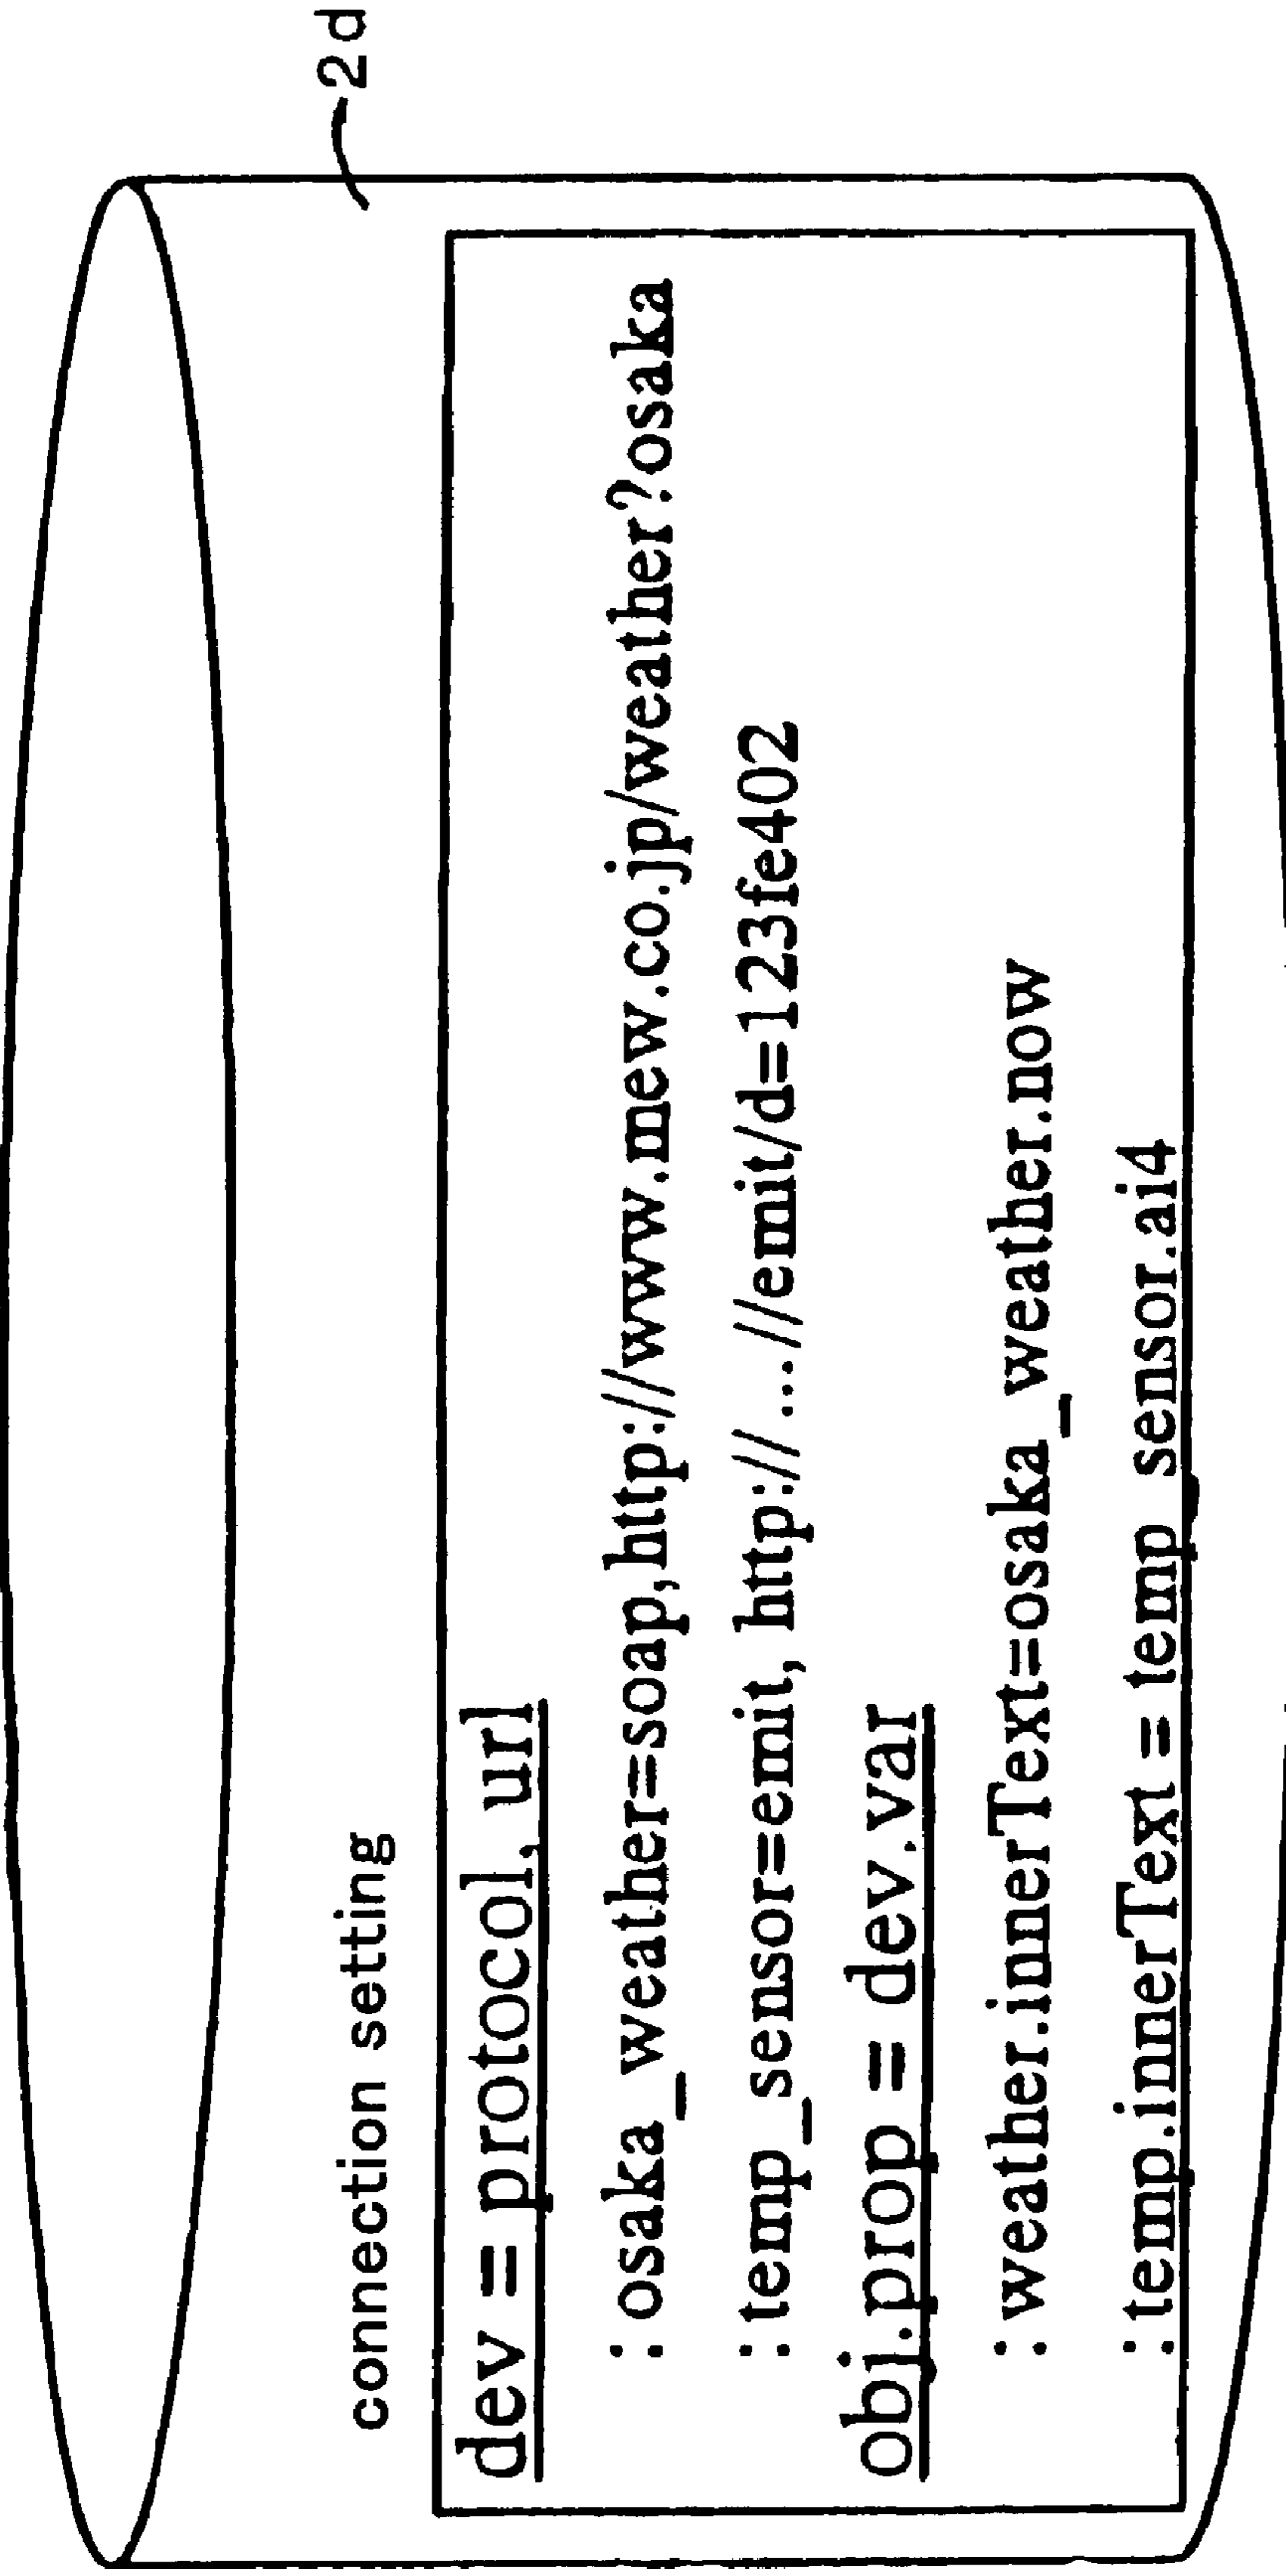 2d
connection setting
dev = protocol, url
: osaka_weather=soap,http://www.mew.co.jp/weather?osaka
: temp_sensor=emit, http://....//emit/d=123fe402
obj.prop = dev.var
: weather.innerText=osaka_weather.now
: temp.innerText = temp_sensor.ai4